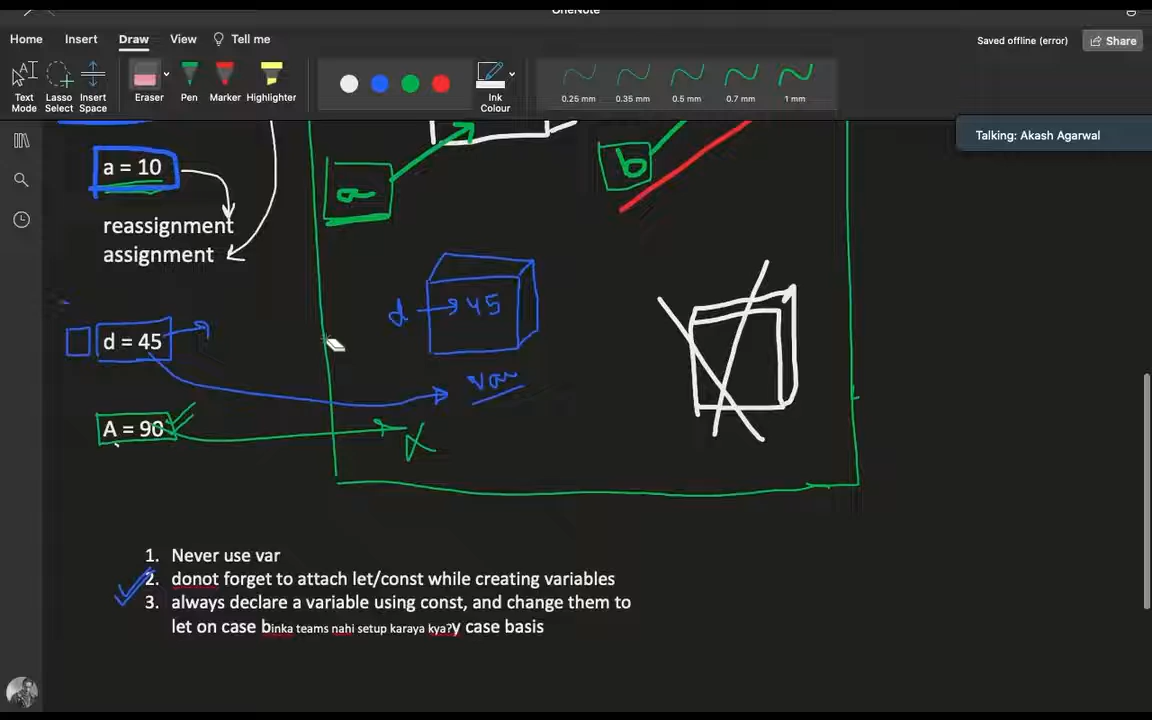 OneNote
Home Insert Draw View Tell me
Saved offline (error) Share
Text Mode
Lasso Select
Insert Space
Eraser
Pen
Marker
Highlighter
Ink Colour
0.25 mm 0.35 mm 0.5 mm 0.7 mm 1 mm
Talking: Akash Agarwal
a = 10
a
b
reassignment
assignment
d 45
d = 45
var
A = 90
1. Never use var
2. donot forget to attach let/const while creating variables
3. always declare a variable using const, and change them to
let on case binka teams nahi setup karaya kya?y case basis